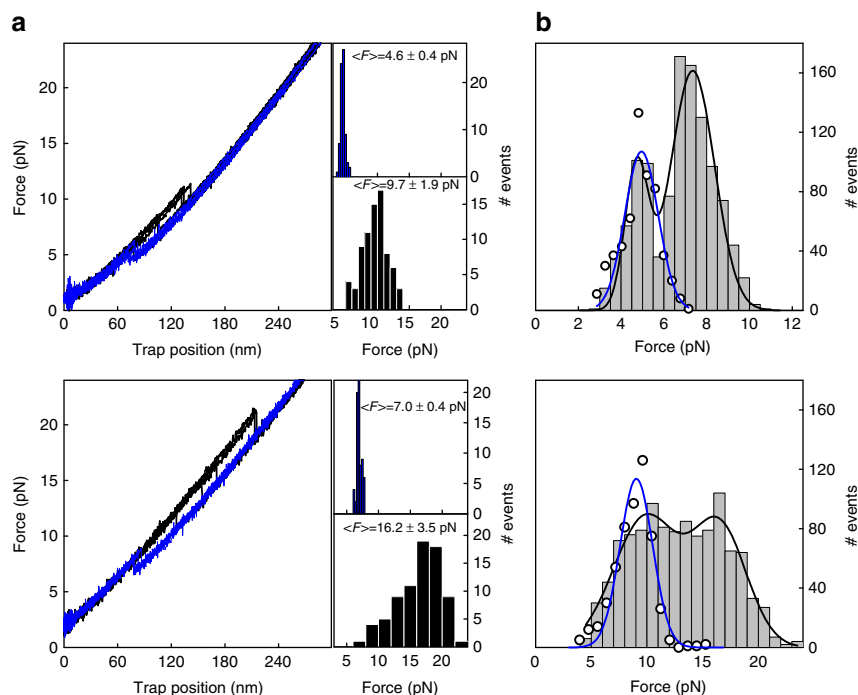 a
b
20
15
10
5
0
Force (pN)
0 60 120 180 240
Trap position (nm)
<F>=4.6 ± 0.4 pN
20
10
0
<F>=9.7 ± 1.9 pN
15
10
5
0
# events
5 10 15 20
Force (pN)
160
120
80
40
0
# events
0 2 4 6 8 10 12
Force (pN)
20
15
10
5
0
Force (pN)
0 60 120 180 240
Trap position (nm)
<F>=7.0 ± 0.4 pN
20
15
10
5
0
<F>=16.2 ± 3.5 pN
20
15
10
5
0
# events
5 10 15 20
Force (pN)
160
120
80
40
0
# events
0 5 10 15 20
Force (pN)